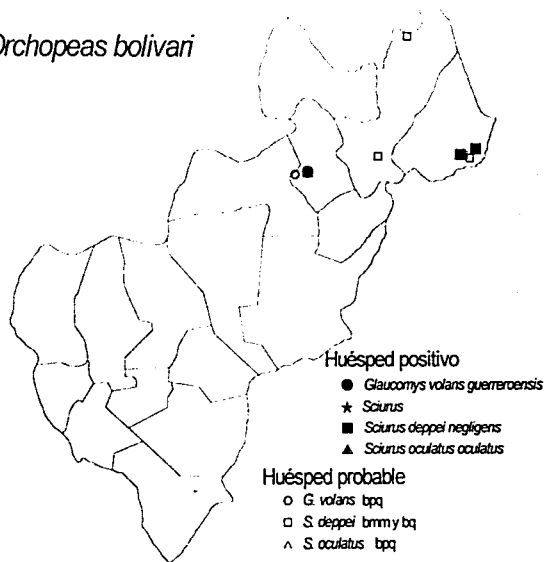 Orchopeas bolivari
Huésped positivo
Glaucomys volans guerreroensis
Sciurus
Sciurus deppei negligens
Sciurus oculatus oculatus
Huésped probable
G. volans bpq
S. deppei bmm y bq
S. oculatus bpq